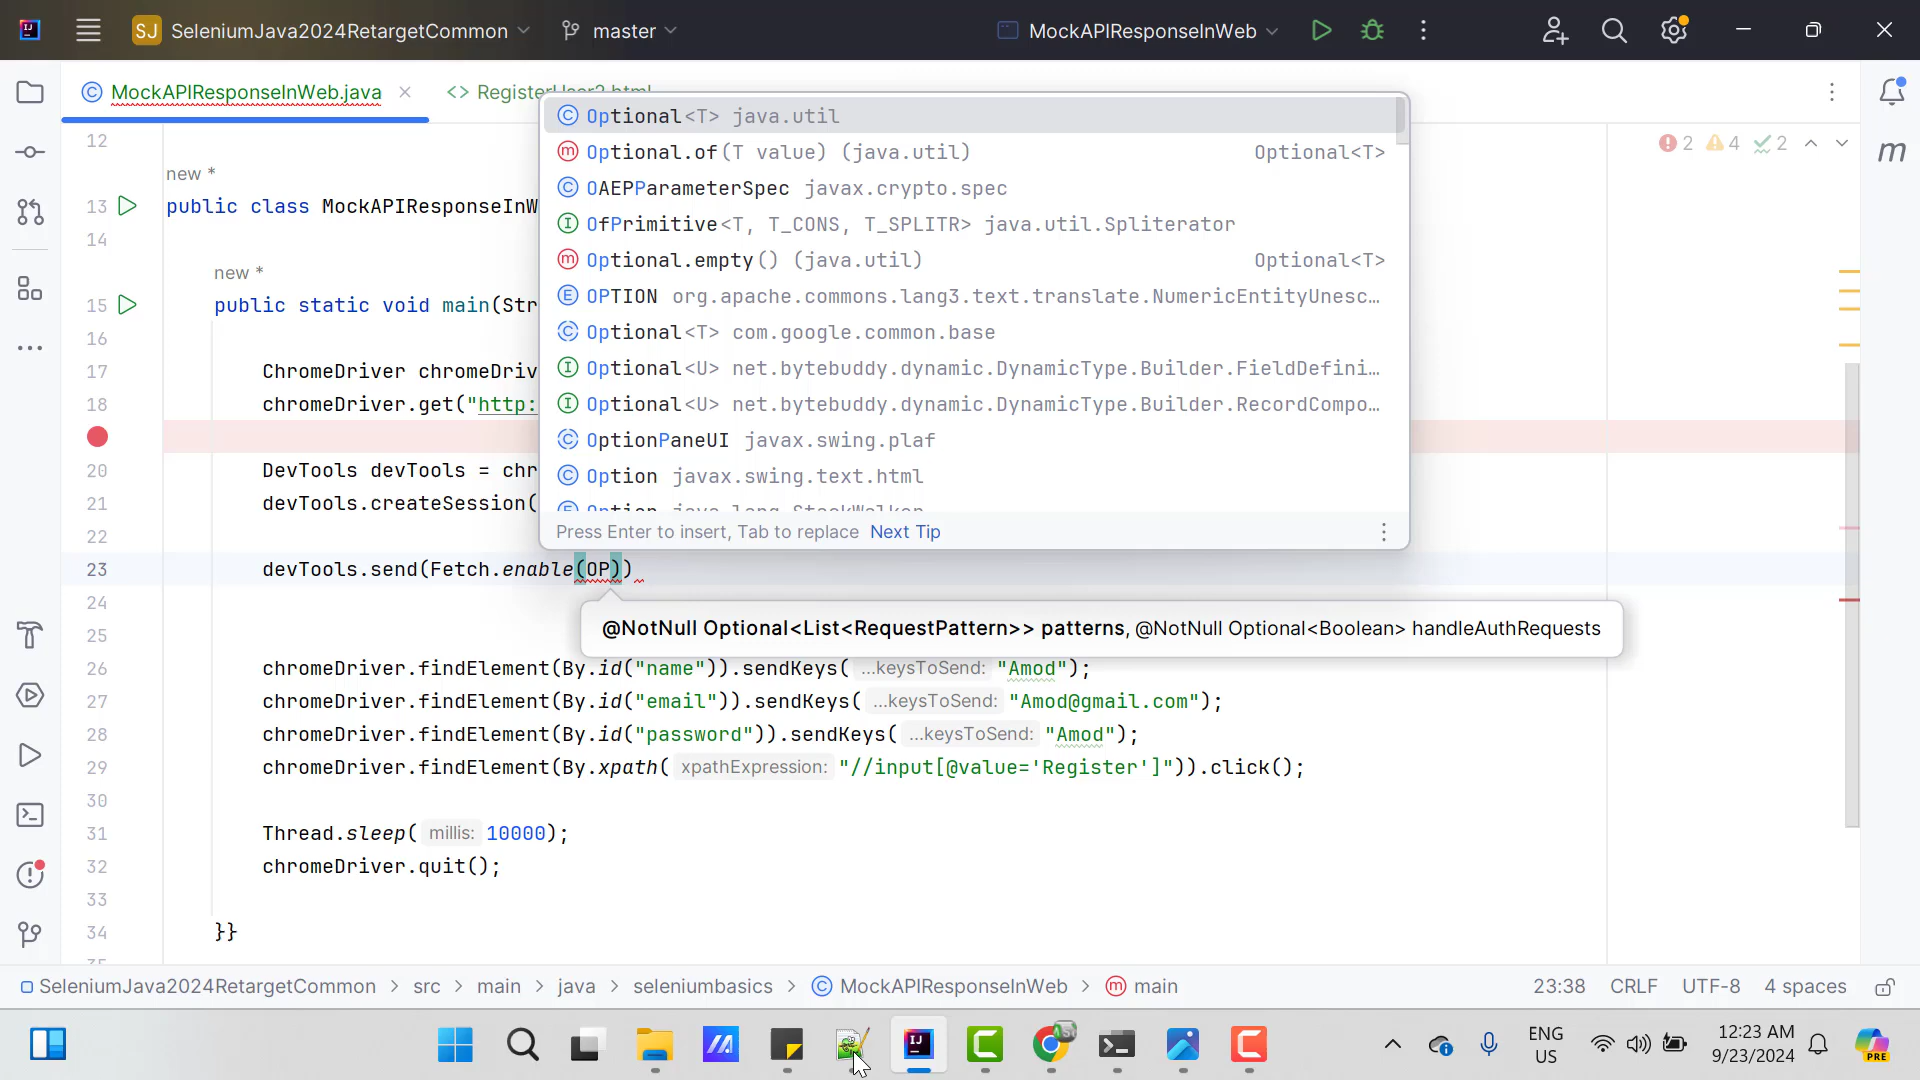 SJ SeleniumJava2024RetargetCommon master MockAPIResponseInWeb
MockAPIResponseInWeb.java RegisterUser2.html
12 2 4 2
new *
13 public class MockAPIResponseInW
14
new *
15 public static void main(Str
16
17 ChromeDriver chromeDriv
18 chromeDriver.get("http:
20 DevTools devTools = chr
21 devTools.createSession(
22
Optional<T> java.util
Optional.of(T value) (java.util) Optional<T>
OAEPParameterSpec javax.crypto.spec
OfPrimitive<T, T_CONS, T_SPLITR> java.util.Spliterator
Optional.empty() (java.util) Optional<T>
OPTION org.apache.commons.lang3.text.translate.NumericEntityUnesc…
Optional<T> com.google.common.base
Optional<U> net.bytebuddy.dynamic.DynamicType.Builder.FieldDefini…
Optional<U> net.bytebuddy.dynamic.DynamicType.Builder.RecordCompo…
OptionPaneUI javax.swing.plaf
Option javax.swing.text.html
Option java.lang.StackWalker
Press Enter to insert, Tab to replace Next Tip
23 devTools.send(Fetch.enable(OP))
24
@NotNull Optional<List<RequestPattern>> patterns, @NotNull Optional<Boolean> handleAuthRequests
25
26 chromeDriver.findElement(By.id("name")).sendKeys( ...keysToSend: "Amod");
27 chromeDriver.findElement(By.id("email")).sendKeys( ...keysToSend: "Amod@gmail.com");
28 chromeDriver.findElement(By.id("password")).sendKeys( ...keysToSend: "Amod");
29 chromeDriver.findElement(By.xpath( xpathExpression: "//input[@value='Register']")).click();
30
31 Thread.sleep( millis: 10000);
32 chromeDriver.quit();
33
34 }}
35
SeleniumJava2024RetargetCommon > src > main > java > seleniumbasics > MockAPIResponseInWeb > main 23:38 CRLF UTF-8 4 spaces
ENG
US
12:23 AM
9/23/2024
PRE